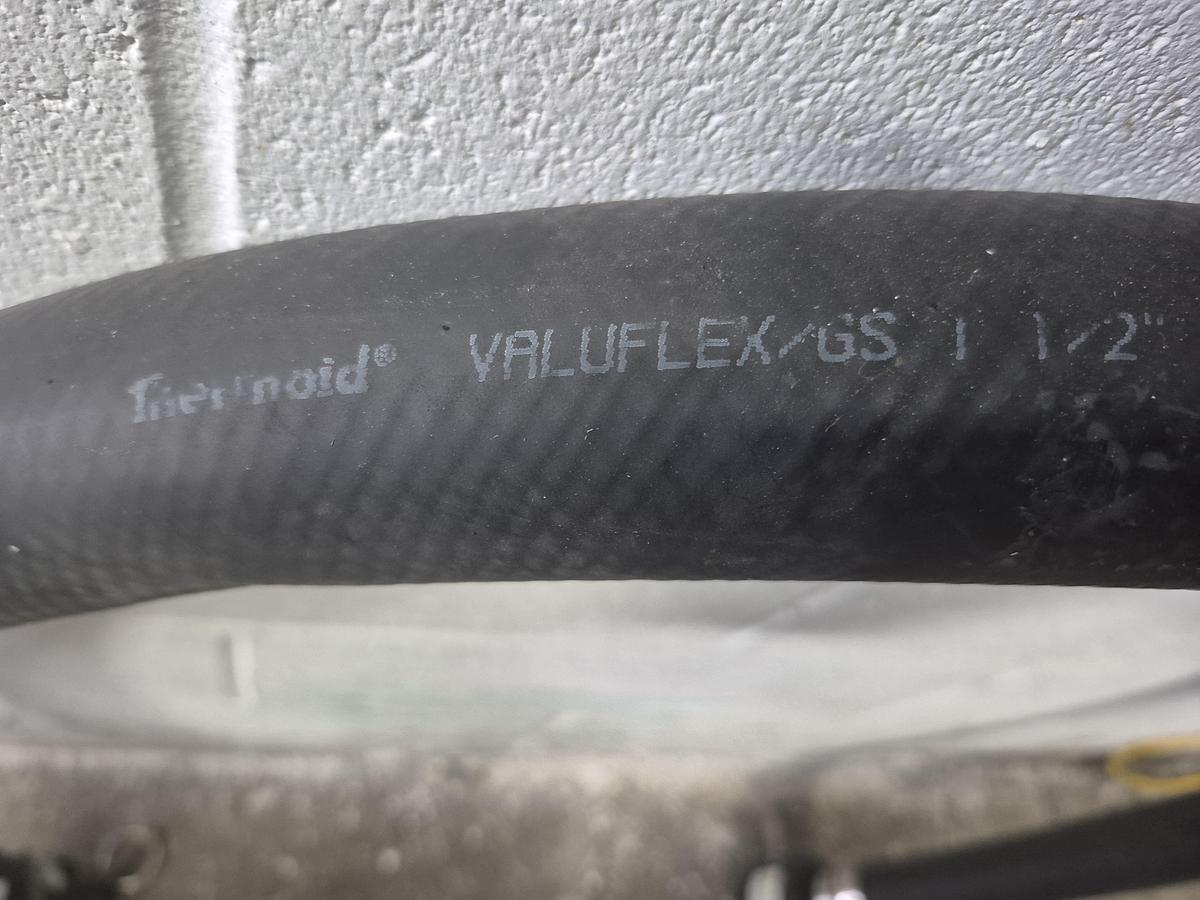 Thermoid® VALUFLEX/GS 1 1/2"